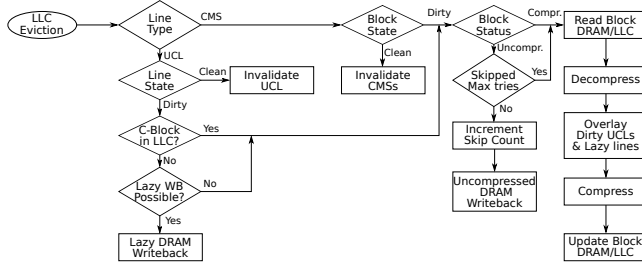 LLC
Eviction
Line
Type
CMS
UCL
Line
State
Clean
Invalidate
UCL
Dirty
C-Block
in LLC?
Yes
No
Lazy WB
Possible?
No
Yes
Lazy DRAM
Writeback
Block
State
Dirty
Clean
Invalidate
CMSs
Block
Status
Compr.
Uncompr.
Skipped
Max tries
Yes
No
Increment
Skip Count
Uncompressed
DRAM
Writeback
Read Block
DRAM/LLC
Decompress
Overlay
Dirty UCLs
& Lazy lines
Compress
Update Block
DRAM/LLC